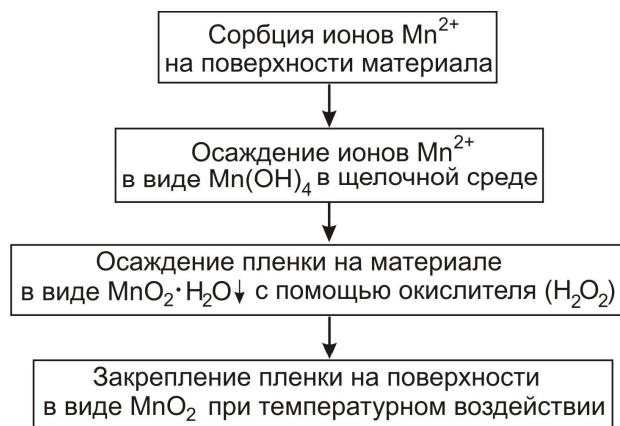 Сорбция ионов Mn²⁺
на поверхности материала
Осаждение ионов Mn²⁺
в виде Mn(OH)₄ в щелочной среде
Осаждение пленки на материале
в виде MnO₂·H₂O↓ с помощью окислителя (H₂O₂)
Закрепление пленки на поверхности
в виде MnO₂ при температурном воздействии